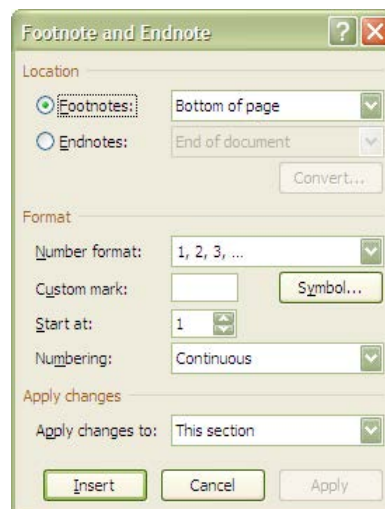 Footnote and Endnote
Location
Footnotes: Bottom of page
Endnotes: End of document
Convert...
Format
Number format: 1, 2, 3, ...
Custom mark: Symbol...
Start at: 1
Numbering: Continuous
Apply changes
Apply changes to: This section
Insert Cancel Apply